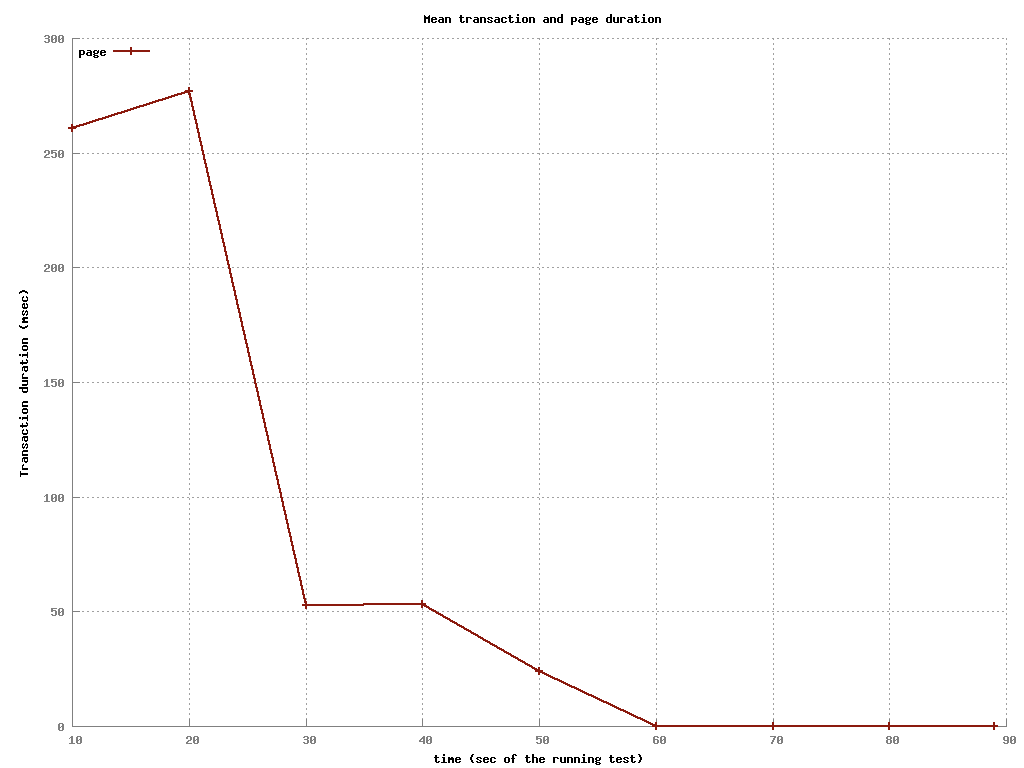 Mean transaction and page duration
300
page
250
200
150
100
50
0
Transaction duration (msec)
10 20 30 40 50 60 70 80 90
time (sec of the running test)